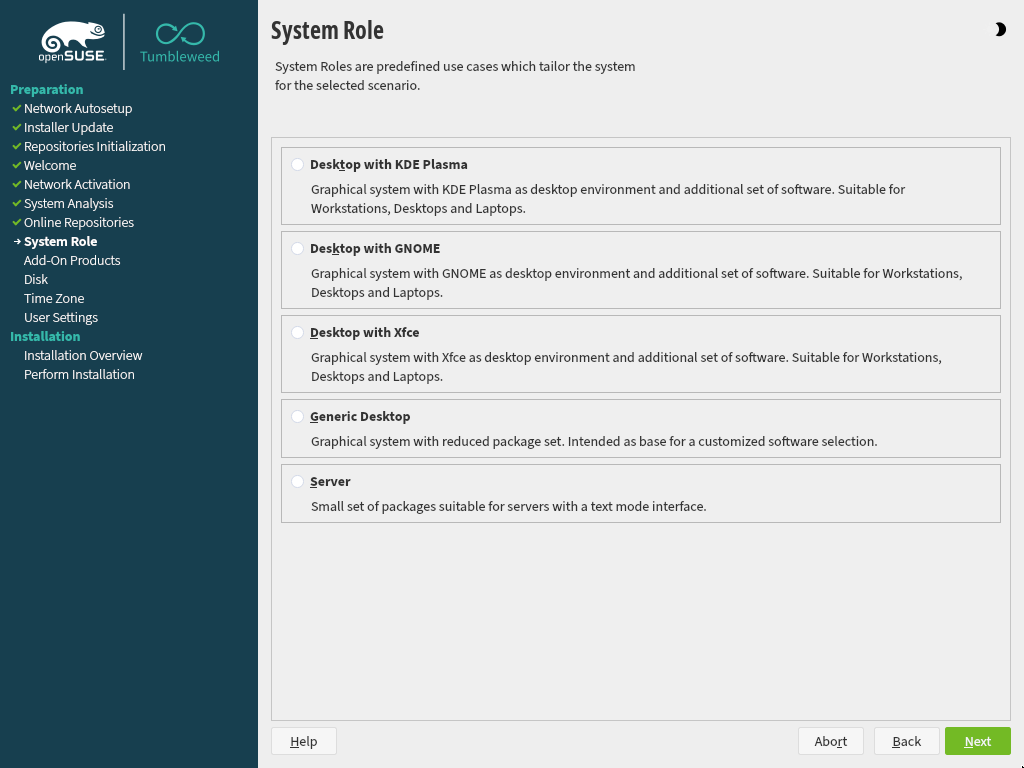 openSUSE
Tumbleweed
Preparation
Network Autosetup
Installer Update
Repositories Initialization
Welcome
Network Activation
System Analysis
Online Repositories
System Role
Add-On Products
Disk
Time Zone
User Settings
Installation
Installation Overview
Perform Installation
System Role
System Roles are predefined use cases which tailor the system
for the selected scenario.
Desktop with KDE Plasma
Graphical system with KDE Plasma as desktop environment and additional set of software. Suitable for
Workstations, Desktops and Laptops.
Desktop with GNOME
Graphical system with GNOME as desktop environment and additional set of software. Suitable for Workstations,
Desktops and Laptops.
Desktop with Xfce
Graphical system with Xfce as desktop environment and additional set of software. Suitable for Workstations,
Desktops and Laptops.
Generic Desktop
Graphical system with reduced package set. Intended as base for a customized software selection.
Server
Small set of packages suitable for servers with a text mode interface.
Help
Abort
Back
Next